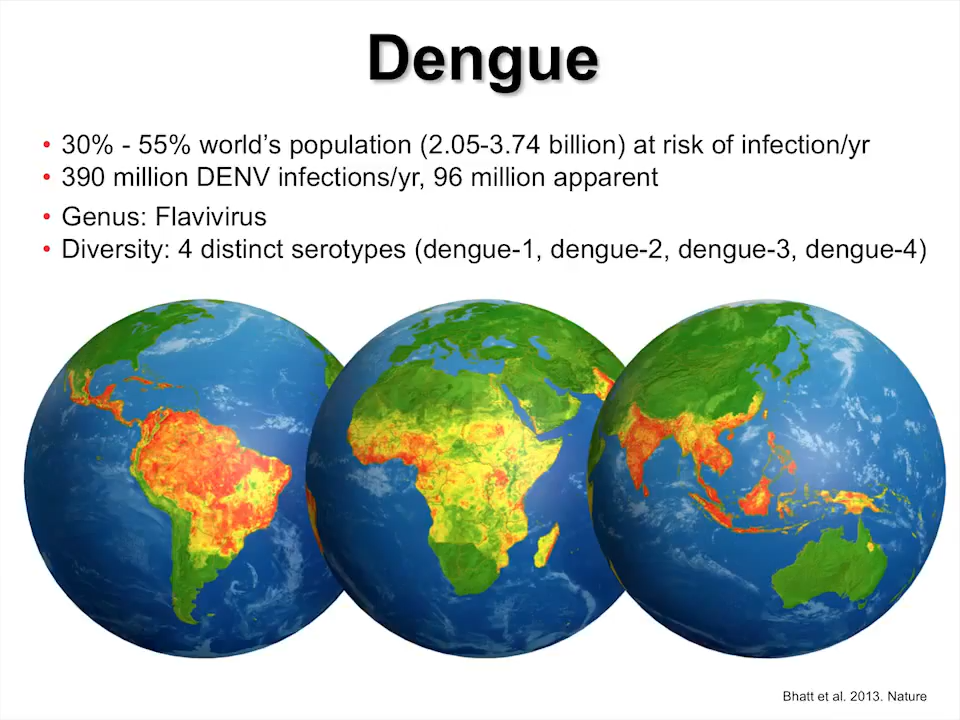 Dengue
• 30% - 55% world’s population (2.05-3.74 billion) at risk of infection/yr
• 390 million DENV infections/yr, 96 million apparent
• Genus: Flavivirus
• Diversity: 4 distinct serotypes (dengue-1, dengue-2, dengue-3, dengue-4)
Bhatt et al. 2013. Nature